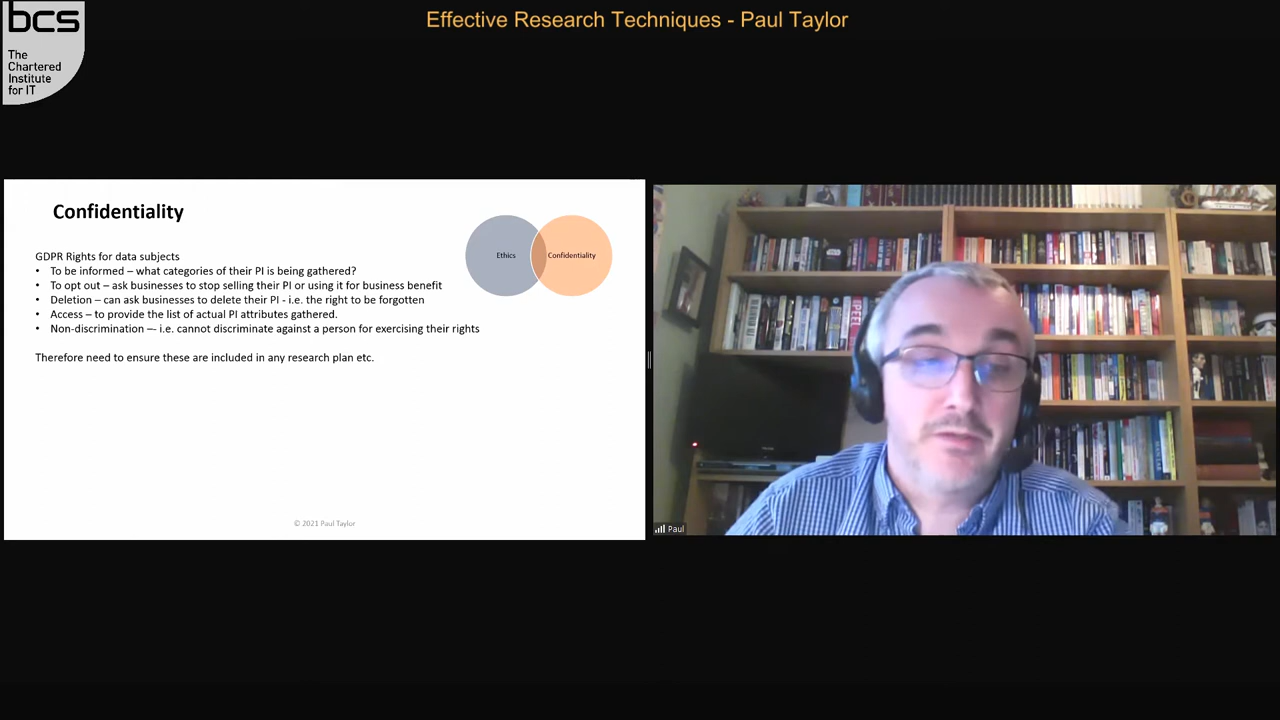 bcs
The
Chartered
Institute
for IT
Effective Research Techniques - Paul Taylor
Confidentiality
Ethics
Confidentiality
GDPR Rights for data subjects
• To be informed – what categories of their PI is being gathered?
• To opt out – ask businesses to stop selling their PI or using it for business benefit
• Deletion – can ask businesses to delete their PI - i.e. the right to be forgotten
• Access – to provide the list of actual PI attributes gathered.
• Non-discrimination –- i.e. cannot discriminate against a person for exercising their rights
Therefore need to ensure these are included in any research plan etc.
© 2021 Paul Taylor
Paul